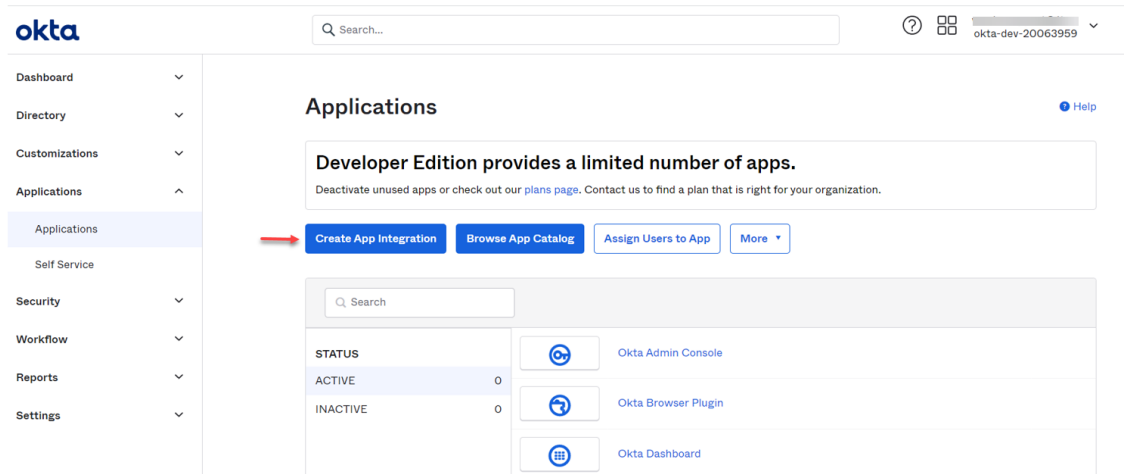 okta
Search...
okta-dev-20063959
Dashboard
Directory
Customizations
Applications
Applications
Self Service
Security
Workflow
Reports
Settings
Applications
Help
Developer Edition provides a limited number of apps.
Deactivate unused apps or check out our plans page. Contact us to find a plan that is right for your organization.
Create App Integration
Browse App Catalog
Assign Users to App
More
Search
STATUS
ACTIVE 0
INACTIVE 0
Okta Admin Console
Okta Browser Plugin
Okta Dashboard